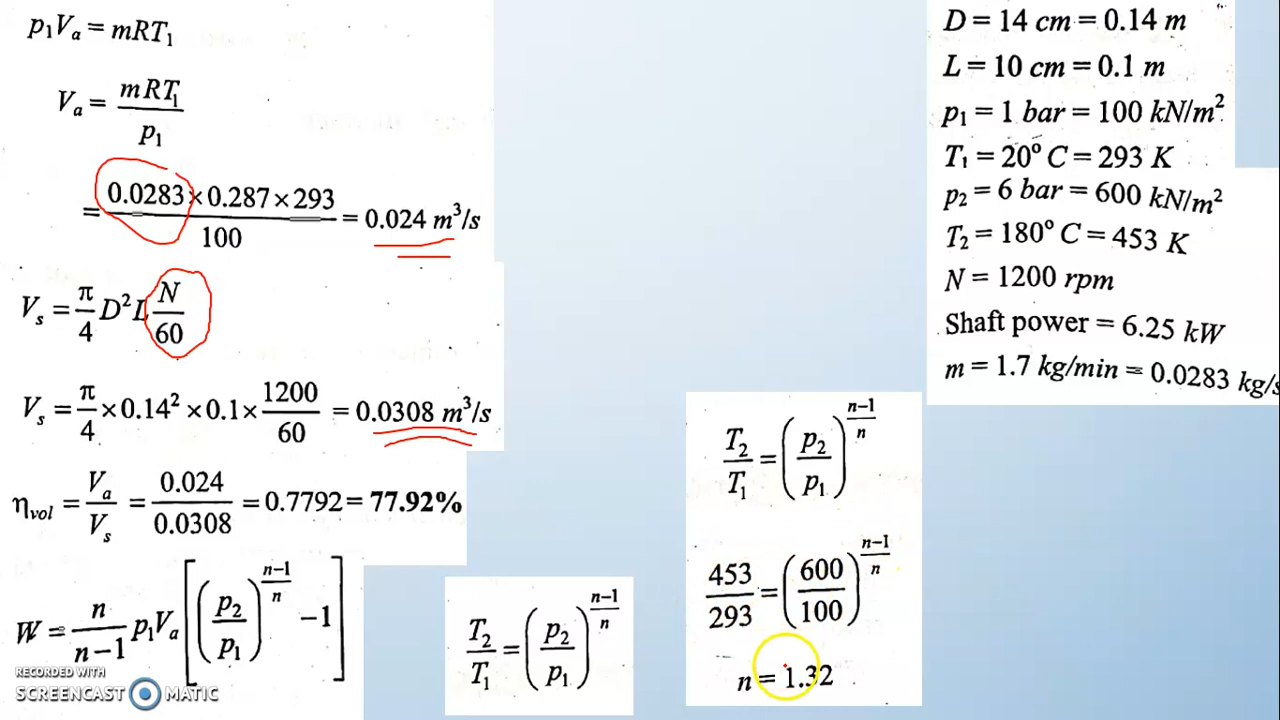 p₁Vₐ = mRT₁
Vₐ = mRT₁ / p₁
= 0.0283 × 0.287 × 293 / 100 = 0.024 m³/s
Vₛ = π/4 D²L N/60
Vₛ = π/4 × 0.14² × 0.1 × 1200/60 = 0.0308 m³/s
ηvol = Vₐ/Vₛ = 0.024/0.0308 = 0.7792 = 77.92%
W = n/(n−1) p₁Vₐ [(p₂/p₁)^((n−1)/n) − 1]
RECORDED WITH
SCREENCAST MATIC
T₂/T₁ = (p₂/p₁)^((n−1)/n)
T₂/T₁ = (p₂/p₁)^((n−1)/n)
453/293 = (600/100)^((n−1)/n)
n = 1.32
D = 14 cm = 0.14 m
L = 10 cm = 0.1 m
p₁ = 1 bar = 100 kN/m²
T₁ = 20° C = 293 K
p₂ = 6 bar = 600 kN/m²
T₂ = 180° C = 453 K
N = 1200 rpm
Shaft power = 6.25 kW
m = 1.7 kg/min = 0.0283 kg/s